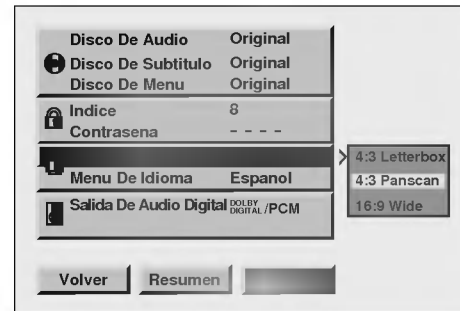 Disco De Audio Original
Disco De Subtitulo Original
Disco De Menu Original
Indice 8
Contrasena - - - -
Menu De Idioma Espanol
Salida De Audio Digital DOLBY DIGITAL /PCM
4:3 Letterbox
4:3 Panscan
16:9 Wide
Volver Resumen